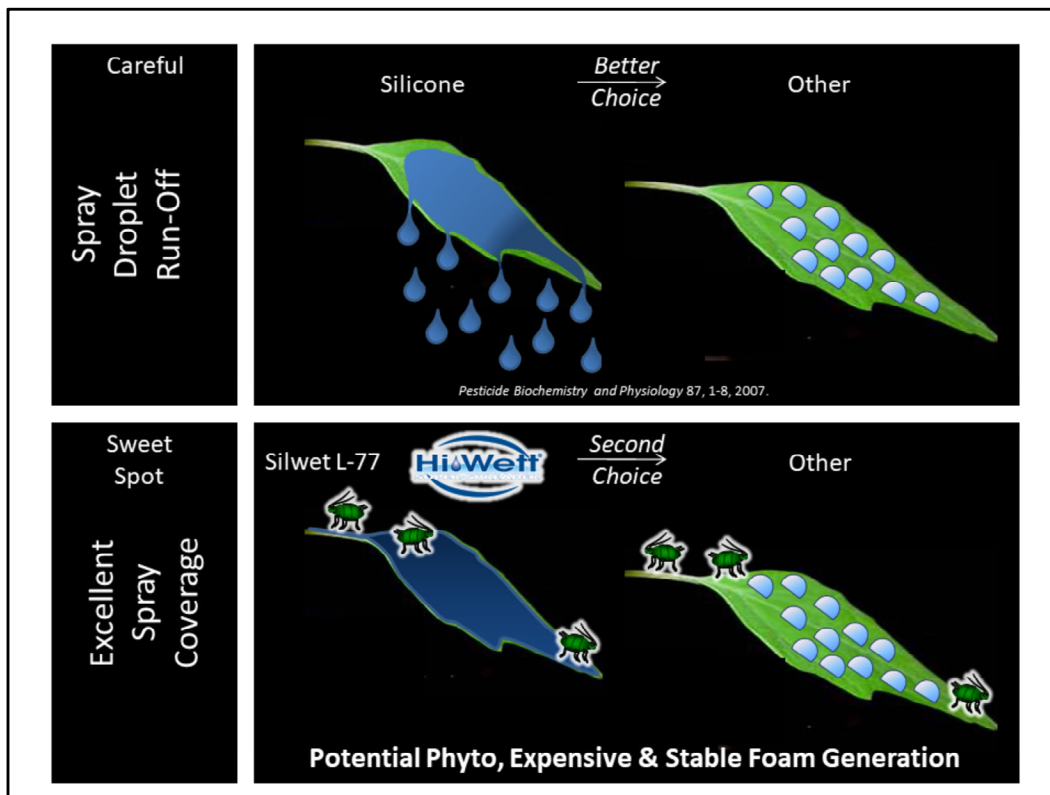 Careful
Spray
Droplet
Run-Off
Silicone
Better
Choice
Other
Pesticide Biochemistry and Physiology 87, 1-8, 2007.
Sweet
Spot
Excellent
Spray
Coverage
Silwet L-77
Hi-Wett
Second
Choice
Other
Potential Phyto, Expensive & Stable Foam Generation